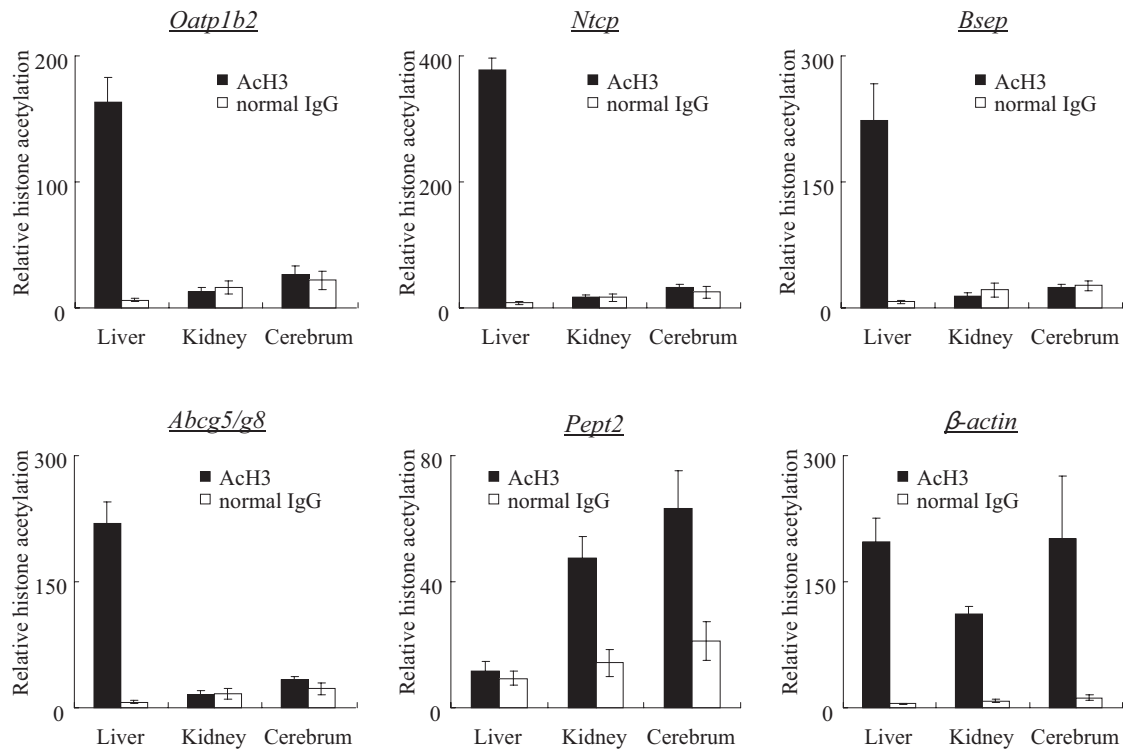 Oatp1b2
Relative histone acetylation
200
100
0
AcH3
normal IgG
Liver Kidney Cerebrum
Ntcp
Relative histone acetylation
400
200
0
AcH3
normal IgG
Liver Kidney Cerebrum
Bsep
Relative histone acetylation
300
150
0
AcH3
normal IgG
Liver Kidney Cerebrum
Abcg5/g8
Relative histone acetylation
300
150
0
AcH3
normal IgG
Liver Kidney Cerebrum
Pept2
Relative histone acetylation
80
40
0
AcH3
normal IgG
Liver Kidney Cerebrum
β-actin
Relative histone acetylation
300
150
0
AcH3
normal IgG
Liver Kidney Cerebrum